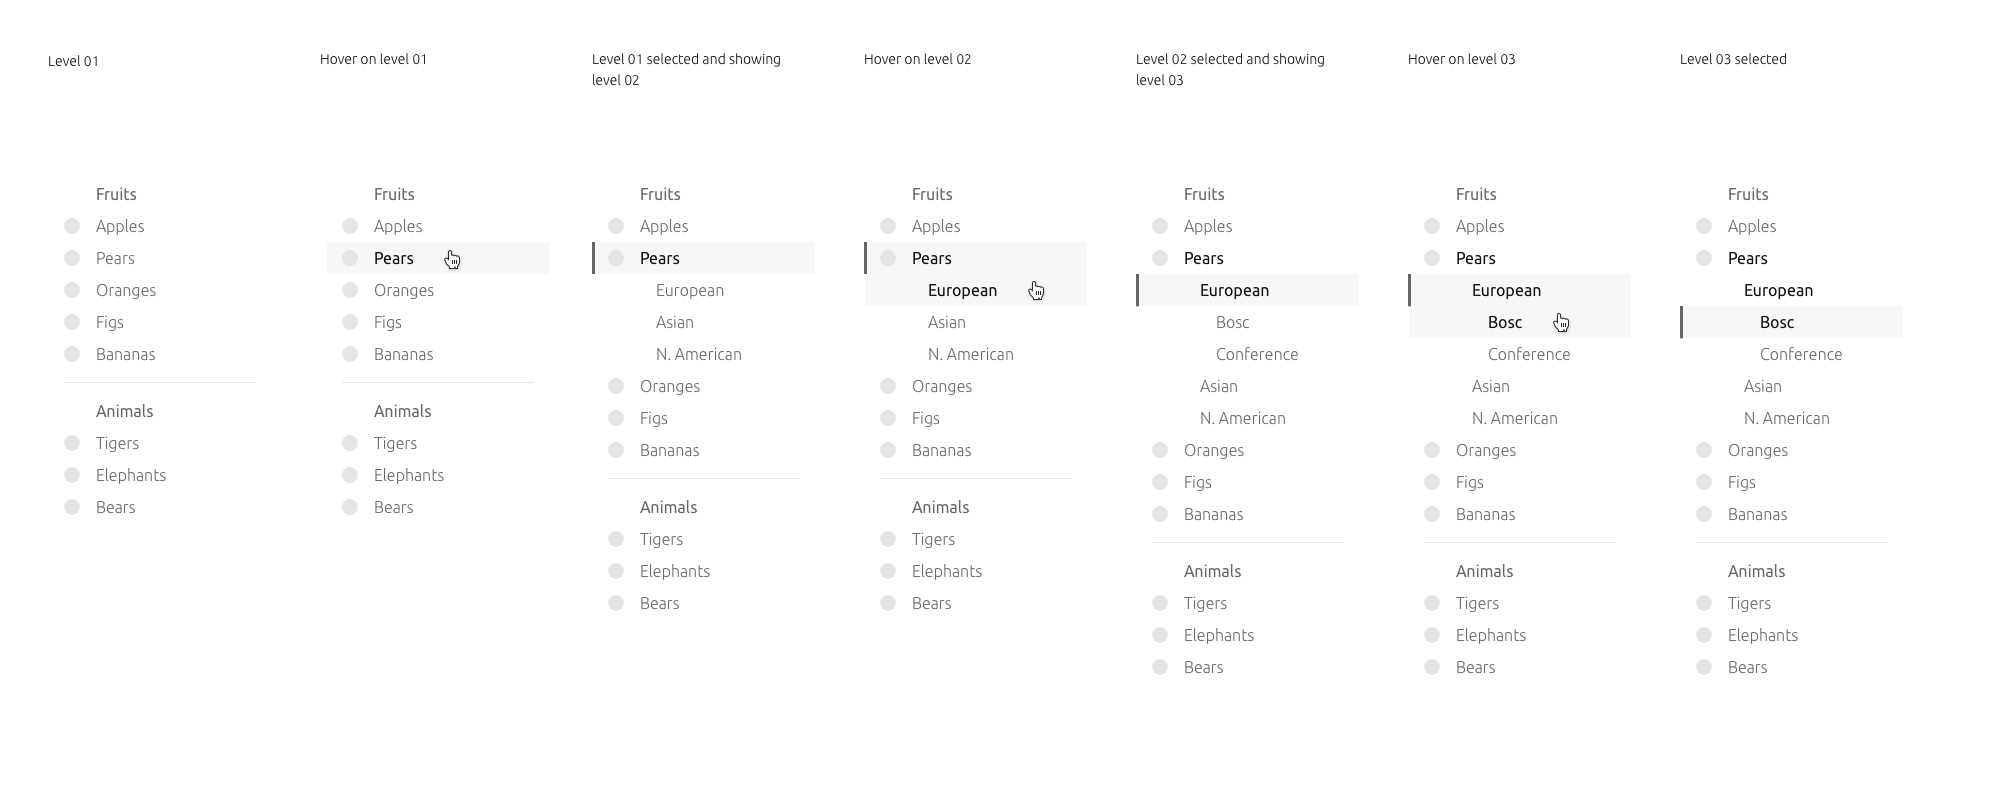 Level 01
Fruits
Apples
Pears
Oranges
Figs
Bananas
Animals
Tigers
Elephants
Bears
Hover on level 01
Fruits
Apples
Pears
Oranges
Figs
Bananas
Animals
Tigers
Elephants
Bears
Level 01 selected and showing
level 02
Fruits
Apples
Pears
European
Asian
N. American
Oranges
Figs
Bananas
Animals
Tigers
Elephants
Bears
Hover on level 02
Fruits
Apples
Pears
European
Asian
N. American
Oranges
Figs
Bananas
Animals
Tigers
Elephants
Bears
Level 02 selected and showing
level 03
Fruits
Apples
Pears
European
Bosc
Conference
Asian
N. American
Oranges
Figs
Bananas
Animals
Tigers
Elephants
Bears
Hover on level 03
Fruits
Apples
Pears
European
Bosc
Conference
Asian
N. American
Oranges
Figs
Bananas
Animals
Tigers
Elephants
Bears
Level 03 selected
Fruits
Apples
Pears
European
Bosc
Conference
Asian
N. American
Oranges
Figs
Bananas
Animals
Tigers
Elephants
Bears